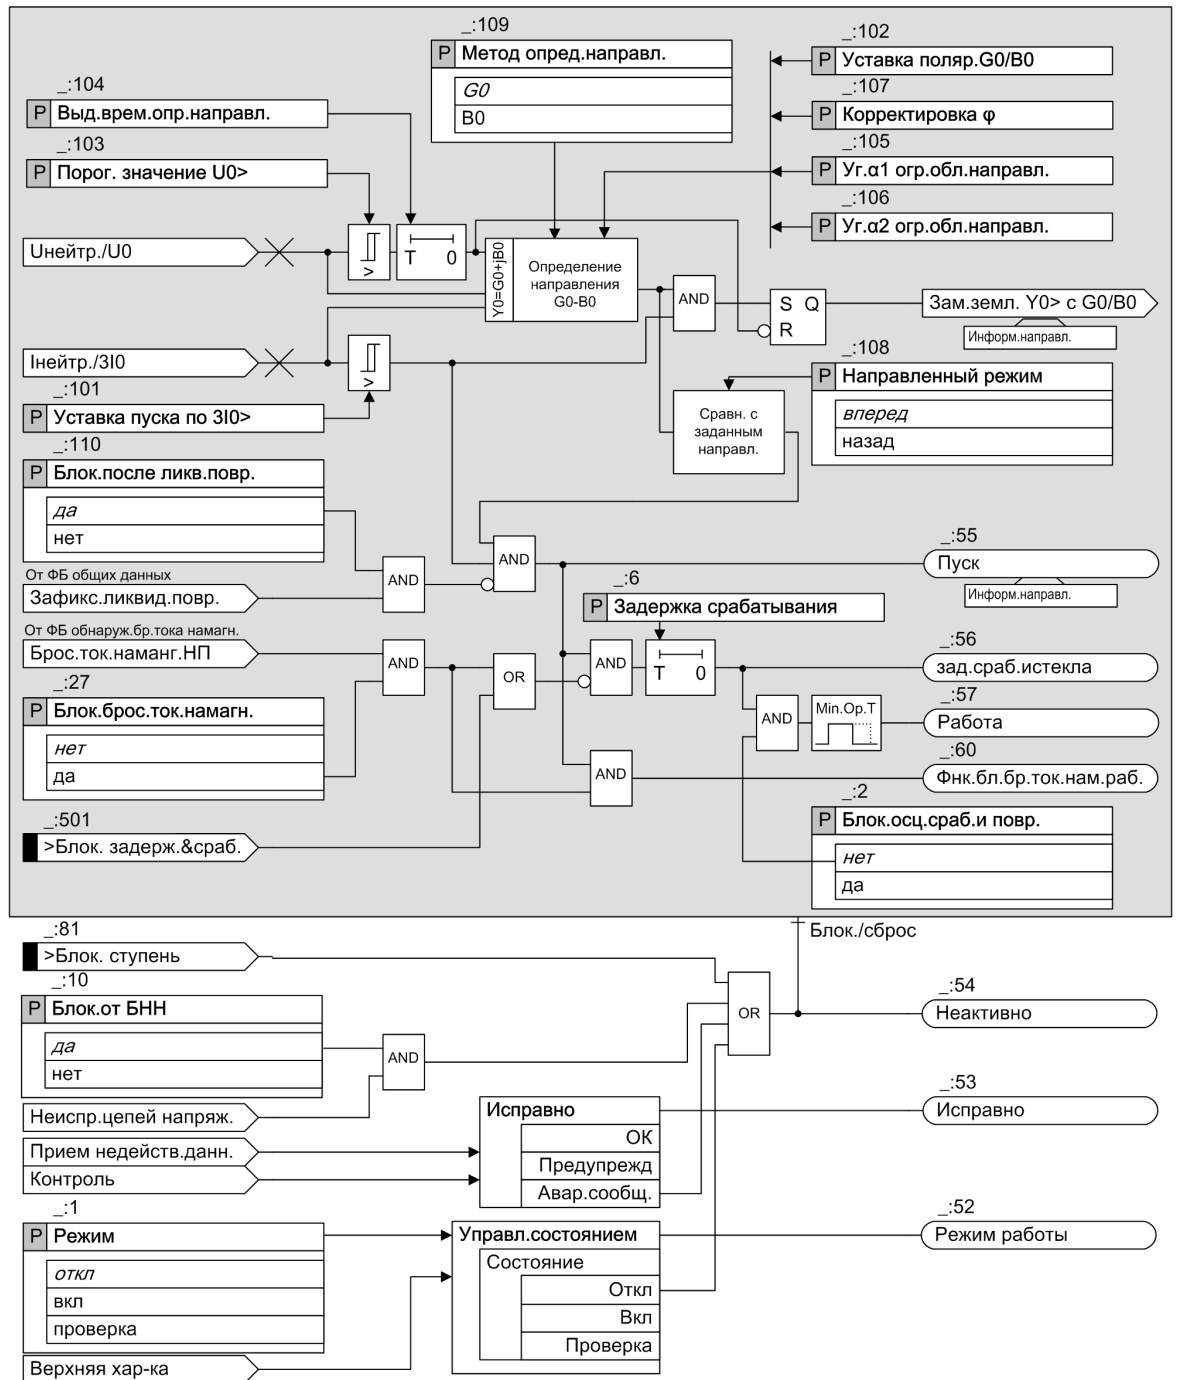 _:109
P Метод опред.направл.
G0
B0
_:102
P Уставка поляр.G0/B0
_:107
P Корректировка φ
_:105
P Уг.α1 огр.обл.направл.
_:106
P Уг.α2 огр.обл.направл.
_:104
P Выд.врем.опр.направл.
_:103
P Порог. значение U0>
Uнейтр./U0
>
T 0
Y0=G0+jB0
Определение
направления
G0-B0
AND
S Q
R
Зам.земл. Y0> с G0/B0
Информ.направл.
Iнейтр./3I0
>
_:101
P Уставка пуска по 3I0>
_:108
P Направленный режим
вперед
назад
Сравн. с
заданным
направл.
_:110
P Блок.после ликв.повр.
да
нет
От ФБ общих данных
Зафикс.ликвид.повр.
AND
AND
_:55
Пуск
Информ.направл.
_:6
P Задержка срабатывания
От ФБ обнаруж.бр.тока намагн.
Брос.ток.наманг.НП
AND
OR
AND
T 0
_:56
зад.сраб.истекла
_:27
P Блок.брос.ток.намагн.
нет
да
AND
Min.Op.T
_:57
Работа
AND
_:60
Фнк.бл.бр.ток.нам.раб.
_:501
>Блок. задерж.&сраб.
_:2
P Блок.осц.сраб.и повр.
нет
да
Блок./сброс
_:81
>Блок. ступень
_:10
P Блок.от БНН
да
нет
AND
OR
_:54
Неактивно
Неиспр.цепей напряж.
Прием недейств.данн.
Контроль
Исправно
ОК
Предупрежд
Авар.сообщ.
_:53
Исправно
_:1
P Режим
откл
вкл
проверка
Верхняя хар-ка
Управл.состоянием
Состояние
Откл
Вкл
Проверка
_:52
Режим работы